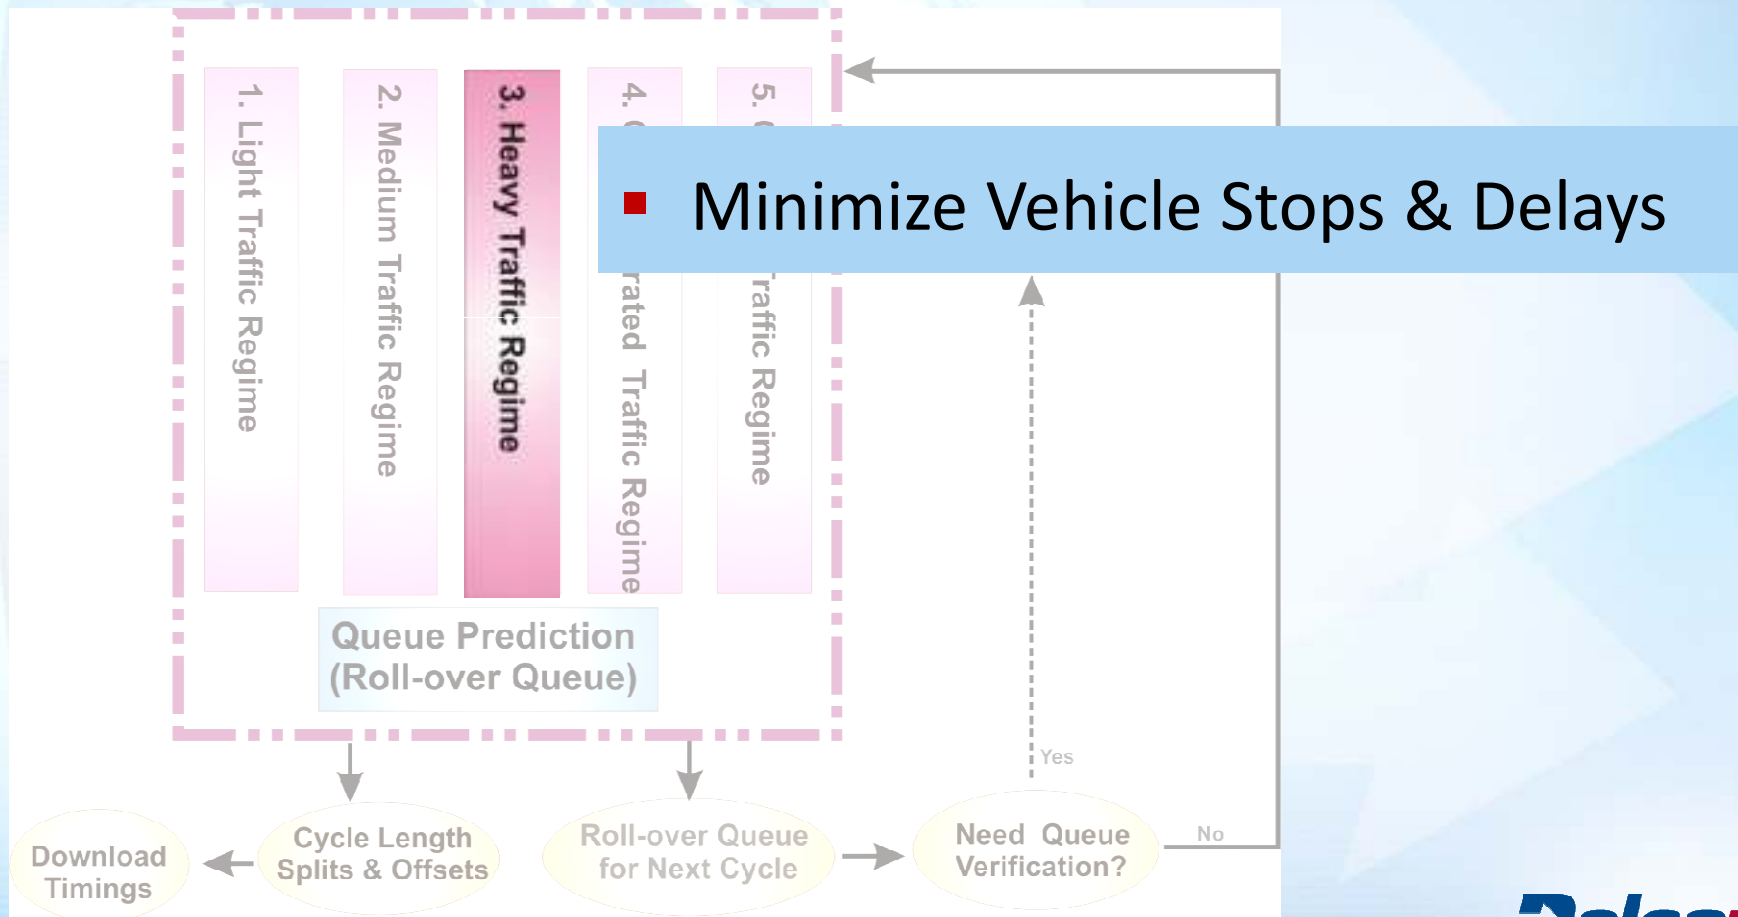 1. Light Traffic Regime
2. Medium Traffic Regime
3. Heavy Traffic Regime
4.
Traffic Regime
5.
Regime
▪ Minimize Vehicle Stops & Delays
Queue Prediction
(Roll-over Queue)
Yes
No
Download
Timings
Cycle Length
Splits & Offsets
Roll-over Queue
for Next Cycle
Need Queue
Verification?